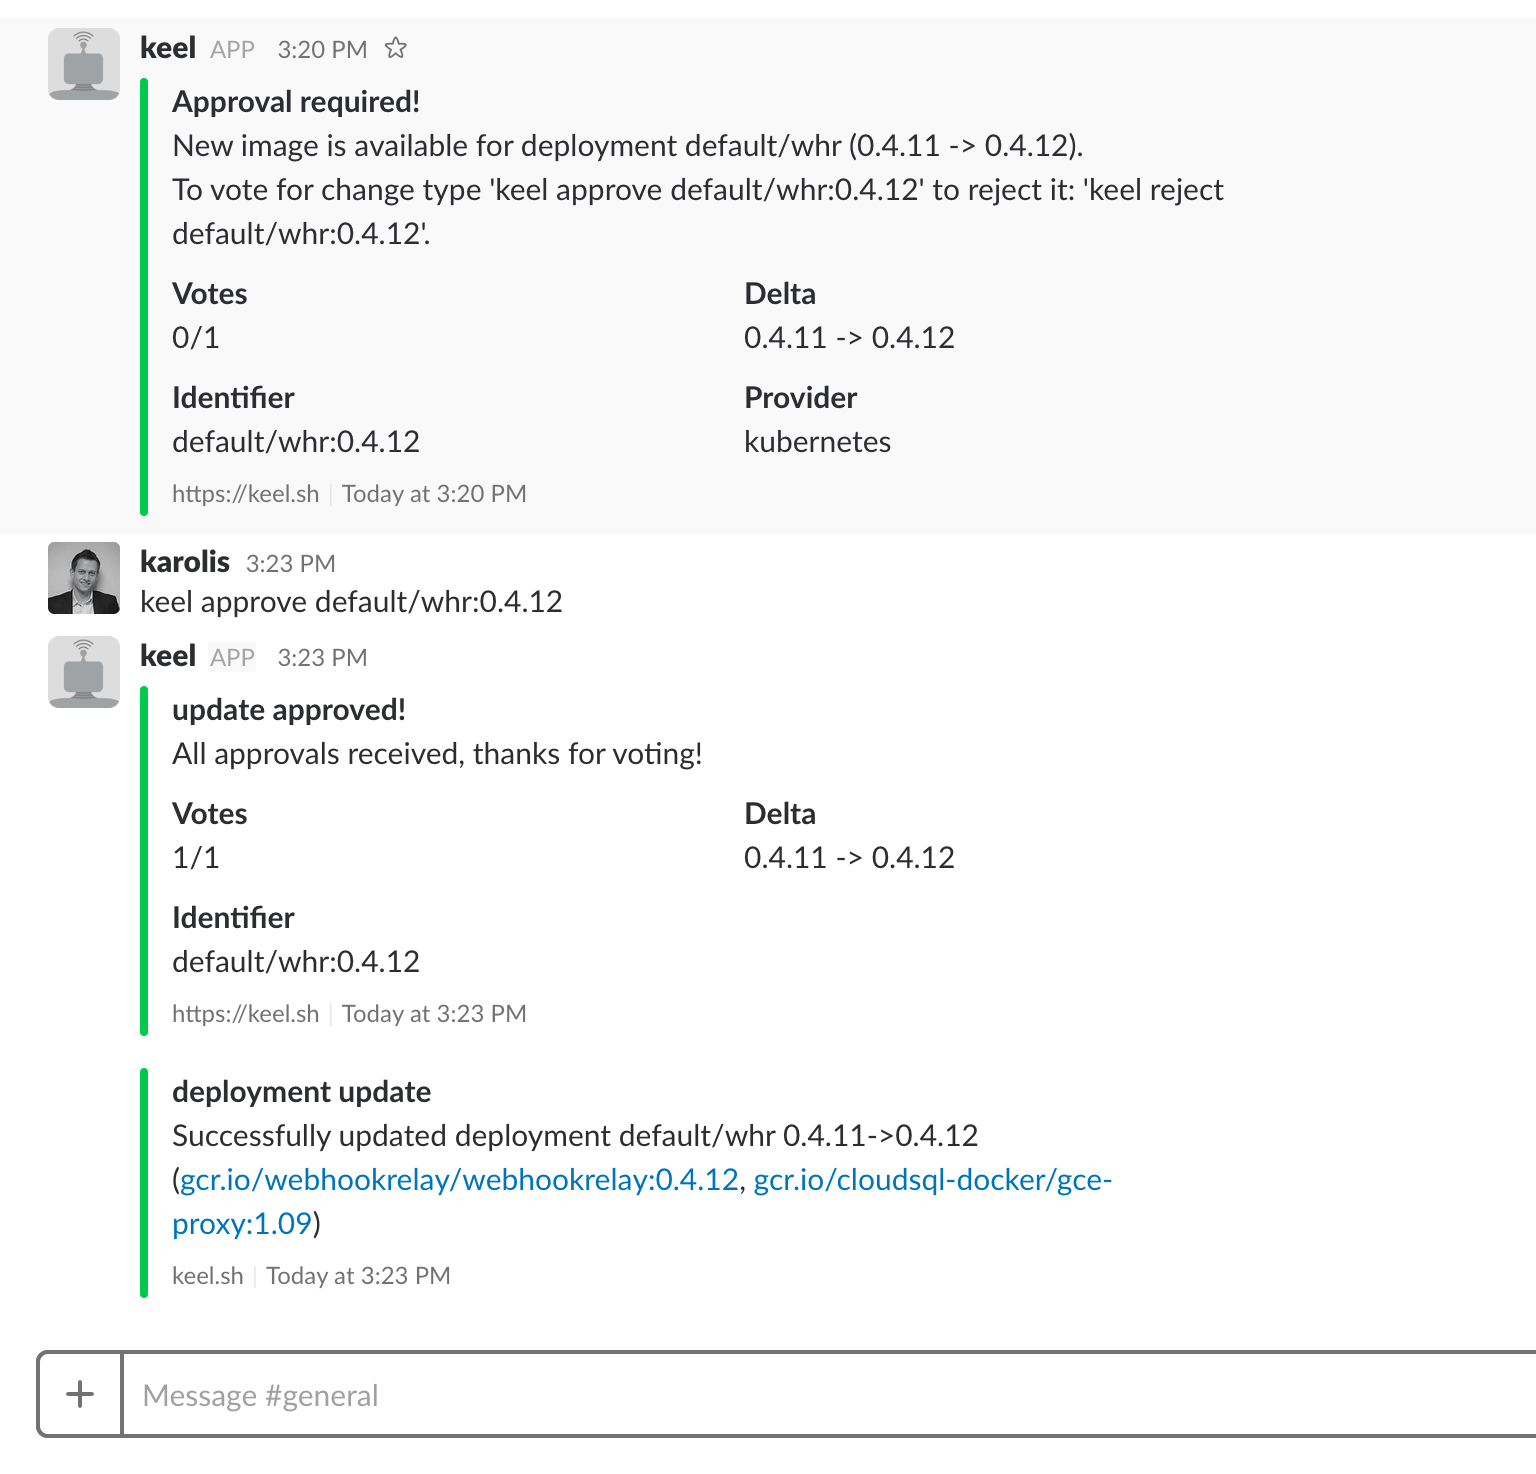 keel APP 3:20 PM
Approval required!
New image is available for deployment default/whr (0.4.11 -> 0.4.12).
To vote for change type 'keel approve default/whr:0.4.12' to reject it: 'keel reject
default/whr:0.4.12'.
Votes Delta
0/1 0.4.11 -> 0.4.12
Identifier Provider
default/whr:0.4.12 kubernetes
https://keel.sh | Today at 3:20 PM
karolis 3:23 PM
keel approve default/whr:0.4.12
keel APP 3:23 PM
update approved!
All approvals received, thanks for voting!
Votes Delta
1/1 0.4.11 -> 0.4.12
Identifier
default/whr:0.4.12
https://keel.sh | Today at 3:23 PM
deployment update
Successfully updated deployment default/whr 0.4.11->0.4.12
(gcr.io/webhookrelay/webhookrelay:0.4.12, gcr.io/cloudsql-docker/gce-
proxy:1.09)
keel.sh | Today at 3:23 PM
Message #general